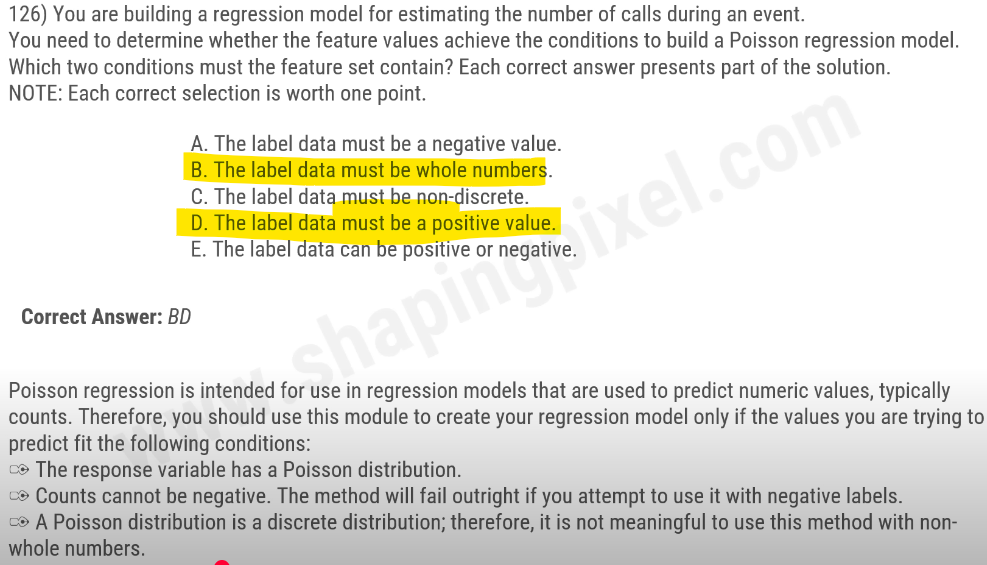 126) You are building a regression model for estimating the number of calls during an event.
You need to determine whether the feature values achieve the conditions to build a Poisson regression model.
Which two conditions must the feature set contain? Each correct answer presents part of the solution.
NOTE: Each correct selection is worth one point.
A. The label data must be a negative value.
B. The label data must be whole numbers.
C. The label data must be non-discrete.
D. The label data must be a positive value.
E. The label data can be positive or negative.
Correct Answer: BD
Poisson regression is intended for use in regression models that are used to predict numeric values, typically
counts. Therefore, you should use this module to create your regression model only if the values you are trying to
predict fit the following conditions:
The response variable has a Poisson distribution.
Counts cannot be negative. The method will fail outright if you attempt to use it with negative labels.
A Poisson distribution is a discrete distribution; therefore, it is not meaningful to use this method with non-
whole numbers.
www.shapingpixel.com